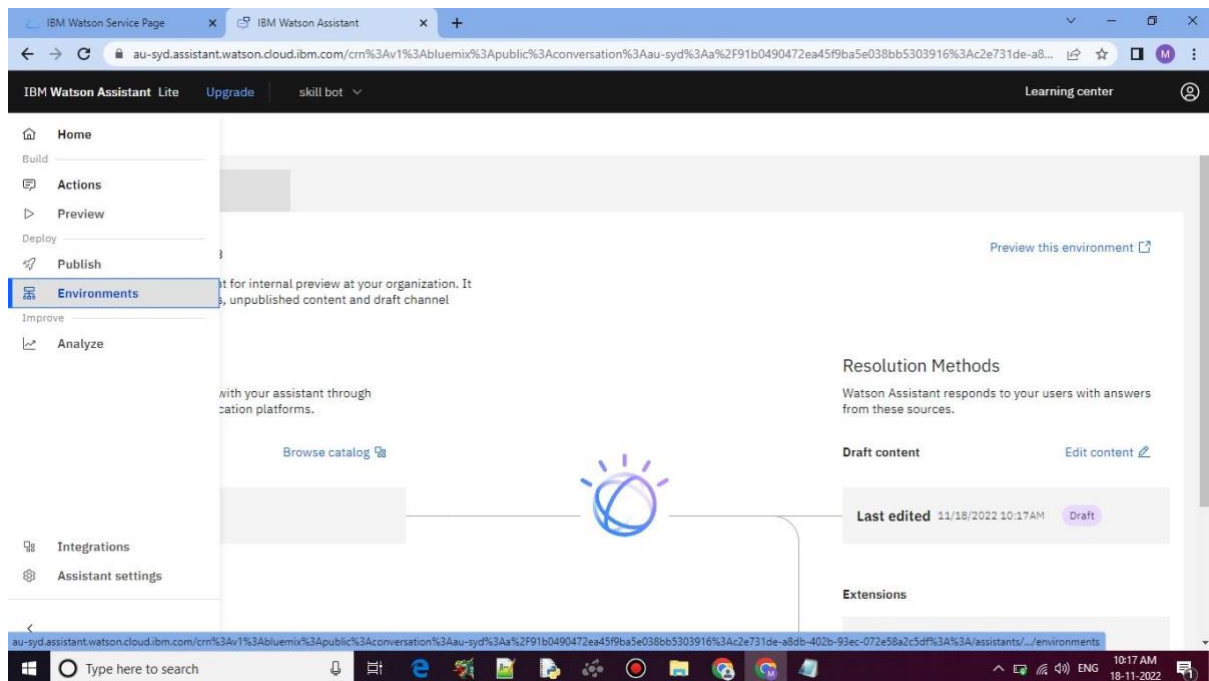 IBM Watson Service Page
IBM Watson Assistant
au-syd.assistant.watson.cloud.ibm.com/crn%3Av1%3Abluemix%3Apublic%3Aconversation%3Aau-syd%3Aa%2F91b0490472ea45f9ba5e038bb5303916%3Ac2e731de-a8...
M
IBM Watson Assistant Lite Upgrade skill bot Learning center
Home
Build
Actions
Preview
Deploy
Publish
Environments
Improve
Analyze
Integrations
Assistant settings
Preview this environment
t for internal preview at your organization. It
s, unpublished content and draft channel
with your assistant through
cation platforms.
Browse catalog
Resolution Methods
Watson Assistant responds to your users with answers
from these sources.
Draft content Edit content
Last edited 11/18/2022 10:17AM Draft
Extensions
au-syd.assistant.watson.cloud.ibm.com/crn%3Av1%3Abluemix%3Apublic%3Aconversation%3Aau-syd%3Aa%2F91b0490472ea45f9ba5e038bb5303916%3Ac2e731de-a8db-402b-93ec-072e58a2c5df%3A%3A/assistants/.../environments
Type here to search
ENG
10:17 AM
18-11-2022